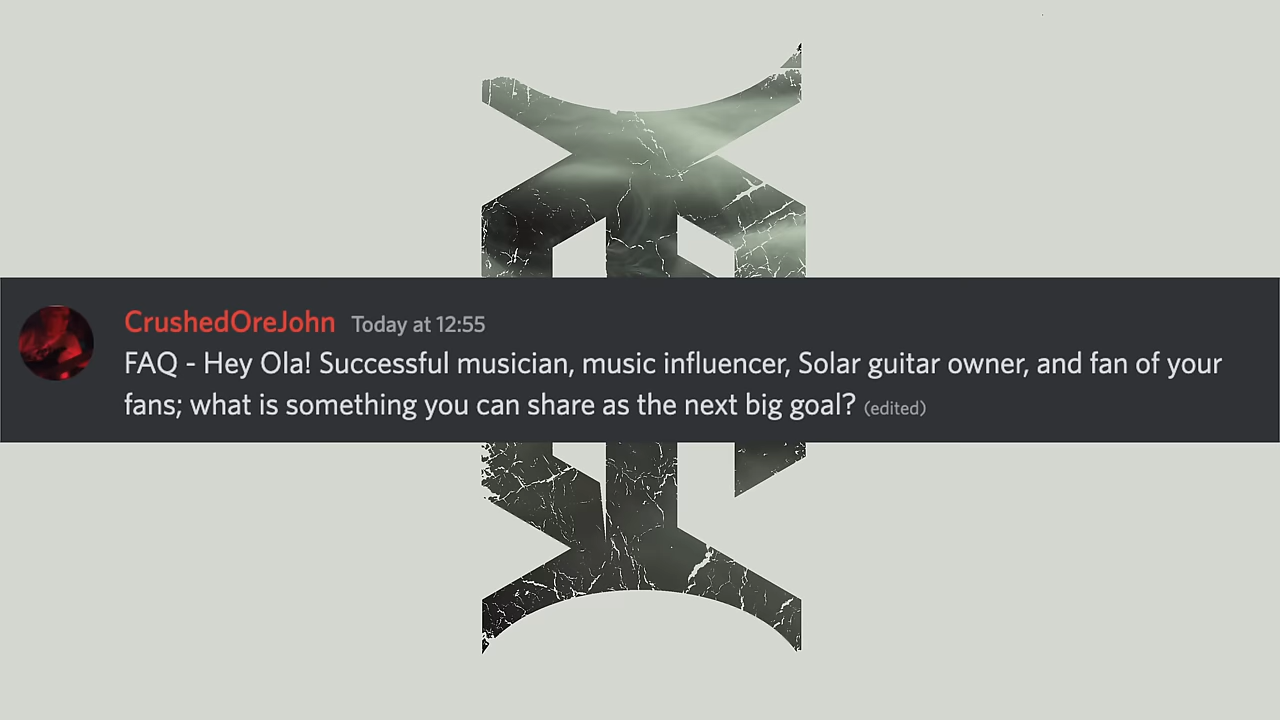 CrushedOreJohn Today at 12:55
FAQ - Hey Ola! Successful musician, music influencer, Solar guitar owner, and fan of your
fans; what is something you can share as the next big goal? (edited)